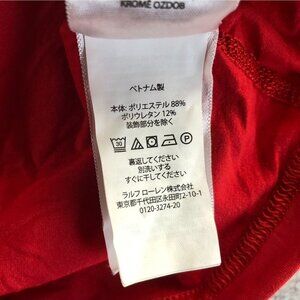 KROMĚ OZDOB
ベトナム製
本体: ポリエステル 88%
ポリウレタン 12%
装飾部分を除く
30
裏返してください
別洗いする
すぐに干してください
ラルフ ローレン株式会社
東京都千代田区永田町2-10-1
0120-3274-20